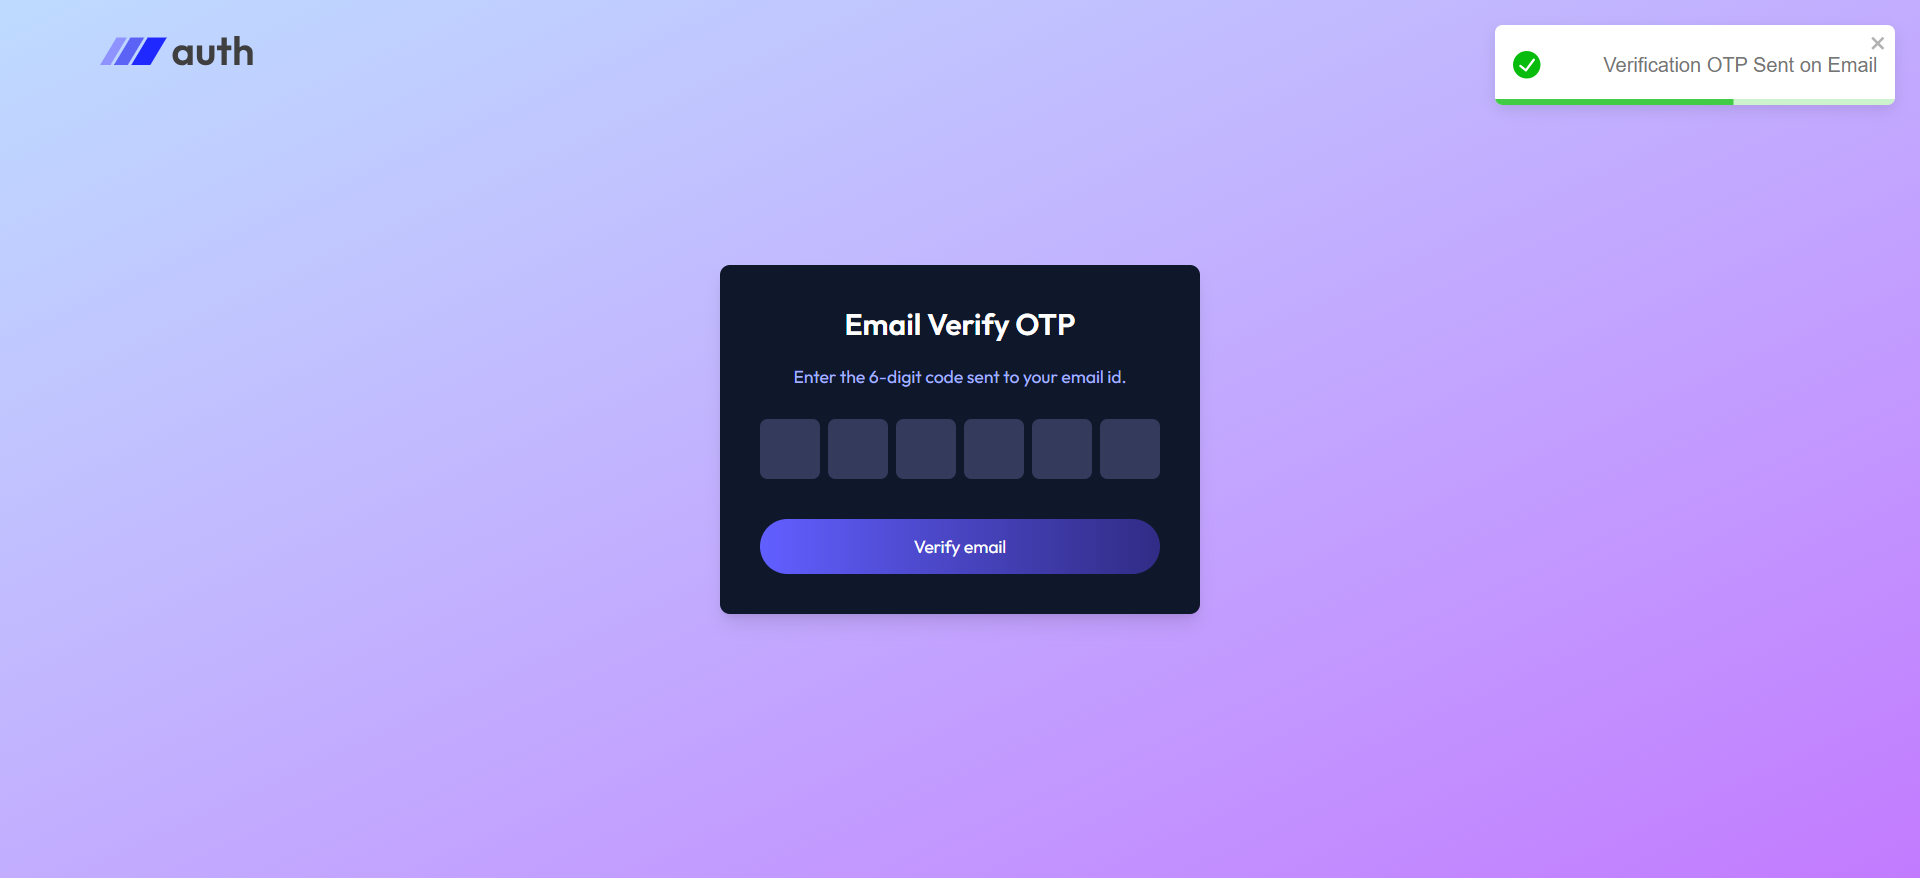 auth
Verification OTP Sent on Email
Email Verify OTP
Enter the 6-digit code sent to your email id.
Verify email